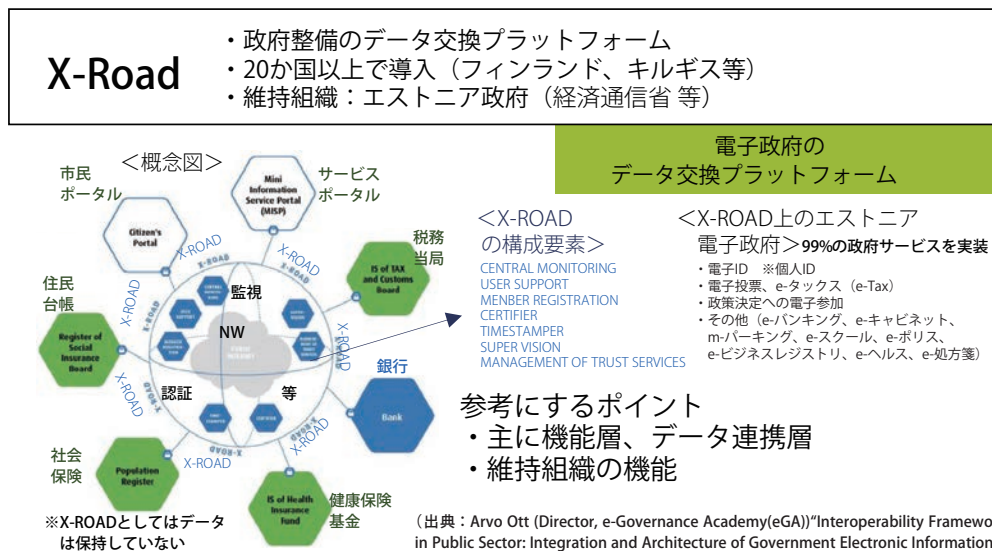 X-Road
・政府整備のデータ交換プラットフォーム
・20か国以上で導入（フィンランド、キルギス等）
・維持組織：エストニア政府（経済通信省 等）
＜概念図＞
市民
ポータル
サービス
ポータル
Mini
Information
Service Portal
(MISP)
Citizen's
Portal
税務
当局
IS of TAX
and Customs
Board
住民
台帳
Register of
Social
Insurance
Board
監視
NW
認証
等
銀行
Bank
社会
保険
Population
Register
IS of Health
Insurance
Fund
健康保険
基金
X-ROAD
X-ROAD
X-ROAD
X-ROAD
X-ROAD
X-ROAD
X-ROAD
X-ROAD
X-ROAD
X-ROAD
X-ROAD
X-ROAD
X-ROAD
※X-ROADとしてはデータ
は保持していない
電子政府の
データ交換プラットフォーム
＜X-ROAD
の構成要素＞
CENTRAL MONITORING
USER SUPPORT
MENBER REGISTRATION
CERTIFIER
TIMESTAMPER
SUPER VISION
MANAGEMENT OF TRUST SERVICES
＜X-ROAD上のエストニア
電子政府＞99%の政府サービスを実装
・電子ID　※個人ID
・電子投票、e-タックス（e-Tax）
・政策決定への電子参加
・その他（e-バンキング、e-キャビネット、
m-パーキング、e-スクール、e-ポリス、
e-ビジネスレジストリ、e-ヘルス、e-処方箋）
参考にするポイント
・主に機能層、データ連携層
・維持組織の機能
（出典：Arvo Ott (Director, e-Governance Academy(eGA))“Interoperability Framewo
in Public Sector: Integration and Architecture of Government Electronic Information